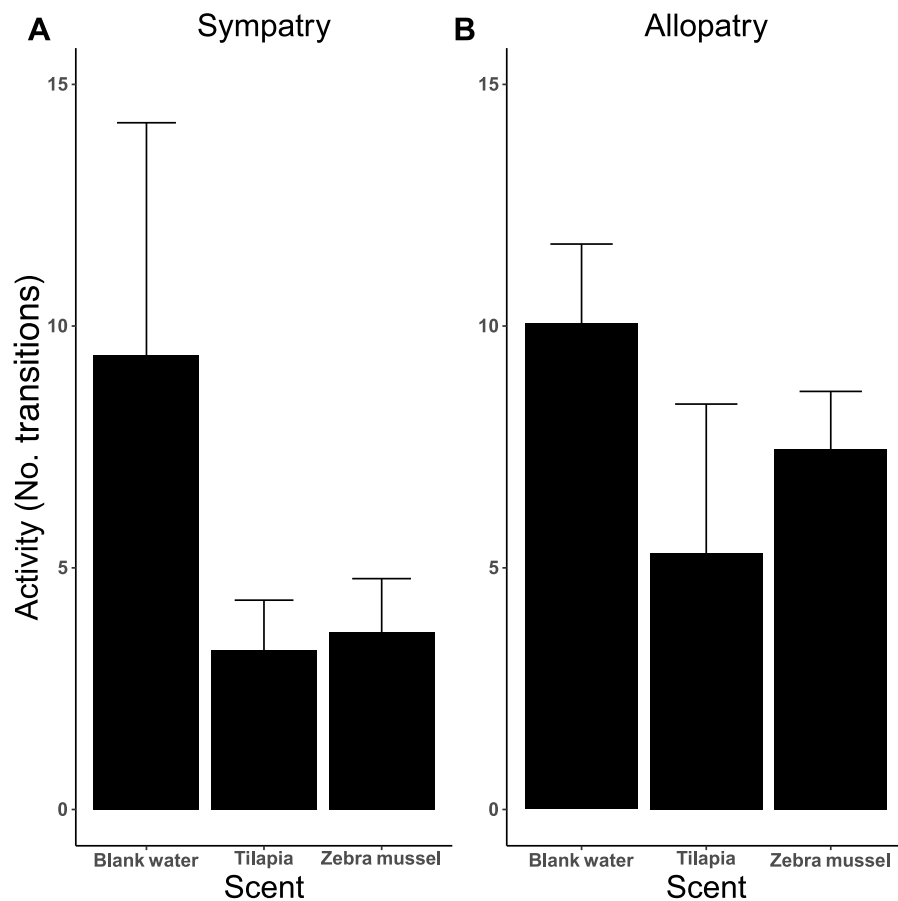 A Sympatry
B Allopatry
Activity (No. transitions)
15
10
5
0
Blank water Tilapia Zebra mussel
Scent
15
10
5
0
Blank water Tilapia Zebra mussel
Scent